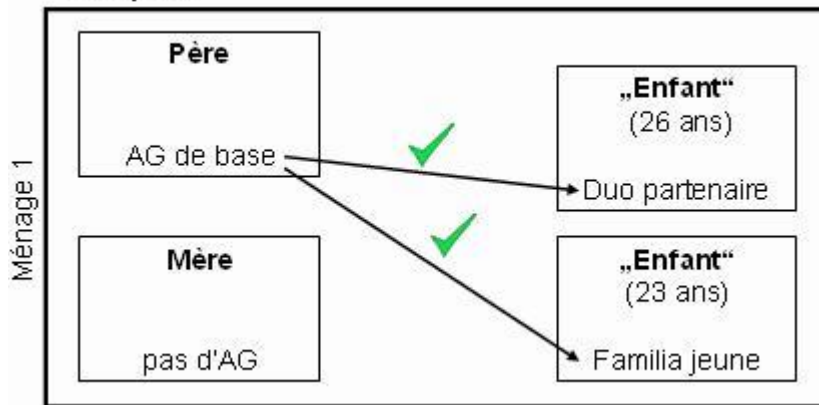 Ménage 1
Père
AG de base
„Enfant“
(26 ans)
Duo partenaire
Mère
pas d'AG
„Enfant“
(23 ans)
Familia jeune